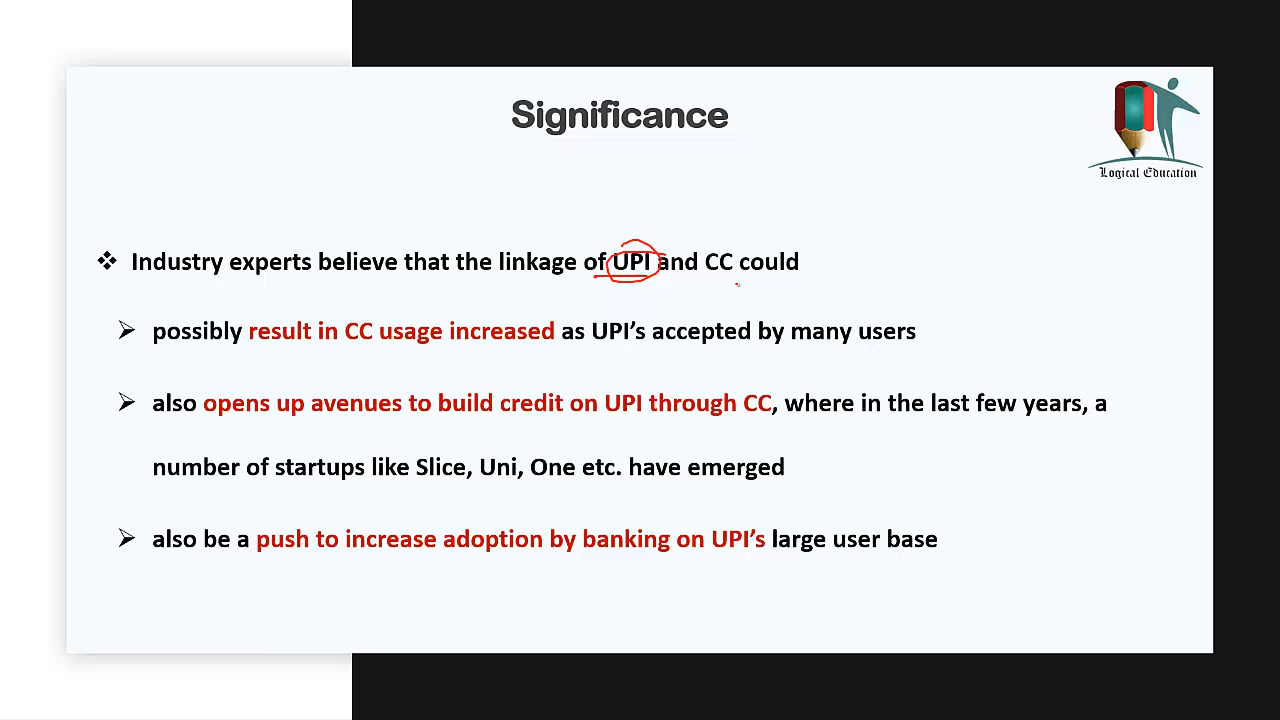 Significance
Logical Education
❖ Industry experts believe that the linkage of UPI and CC could
➢ possibly result in CC usage increased as UPI’s accepted by many users
➢ also opens up avenues to build credit on UPI through CC, where in the last few years, a
number of startups like Slice, Uni, One etc. have emerged
➢ also be a push to increase adoption by banking on UPI’s large user base